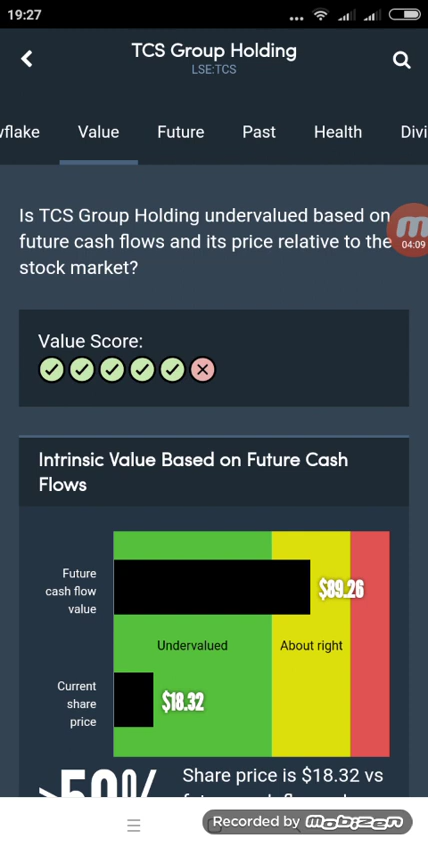 19:27
TCS Group Holding
LSE:TCS
Value Future Past Health
Is TCS Group Holding undervalued based on
future cash flows and its price relative to the
stock market?
04:09
Value Score:
Intrinsic Value Based on Future Cash
Flows
Future
cash flow
value
$89.26
Undervalued About right
Current
share
price
$18.32
>50%
Share price is $18.32 vs
Recorded by mobizen